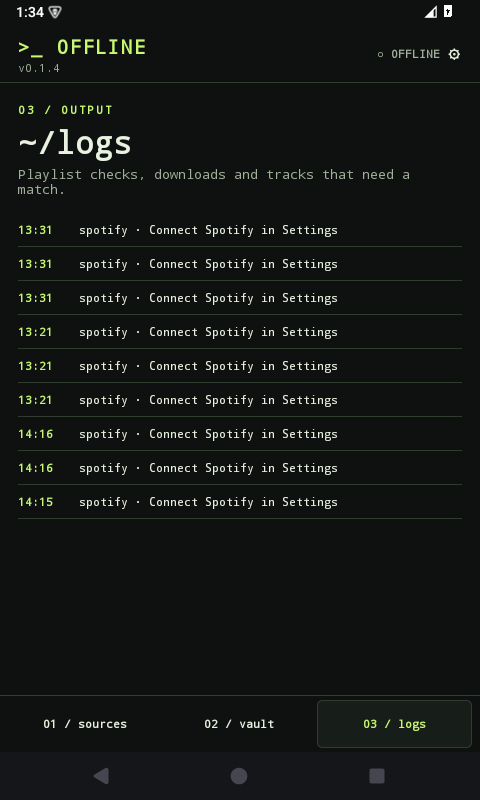 1:34
>_ OFFLINE
v0.1.4
○ OFFLINE
03 / OUTPUT
~/logs
Playlist checks, downloads and tracks that need a
match.
13:31 spotify · Connect Spotify in Settings
13:31 spotify · Connect Spotify in Settings
13:31 spotify · Connect Spotify in Settings
13:21 spotify · Connect Spotify in Settings
13:21 spotify · Connect Spotify in Settings
13:21 spotify · Connect Spotify in Settings
14:16 spotify · Connect Spotify in Settings
14:16 spotify · Connect Spotify in Settings
14:15 spotify · Connect Spotify in Settings
01 / sources
02 / vault
03 / logs